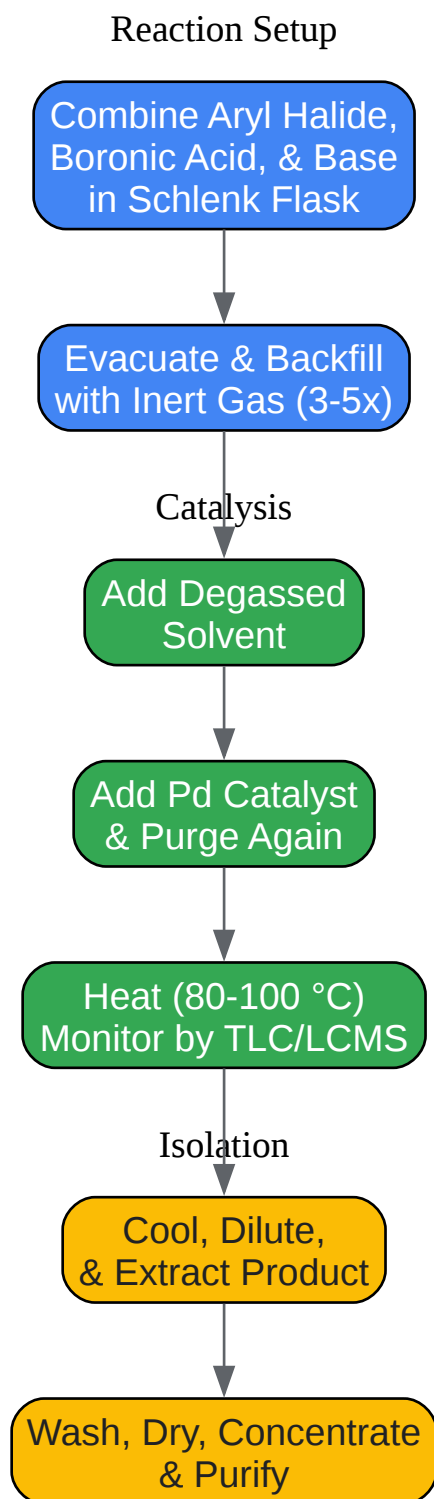 Reaction Setup
Combine Aryl Halide,
Boronic Acid, & Base
in Schlenk Flask
Evacuate & Backfill
with Inert Gas (3-5x)
Catalysis
Add Degassed
Solvent
Add Pd Catalyst
& Purge Again
Heat (80-100 °C)
Monitor by TLC/LCMS
Isolation
Cool, Dilute,
& Extract Product
Wash, Dry, Concentrate
& Purify